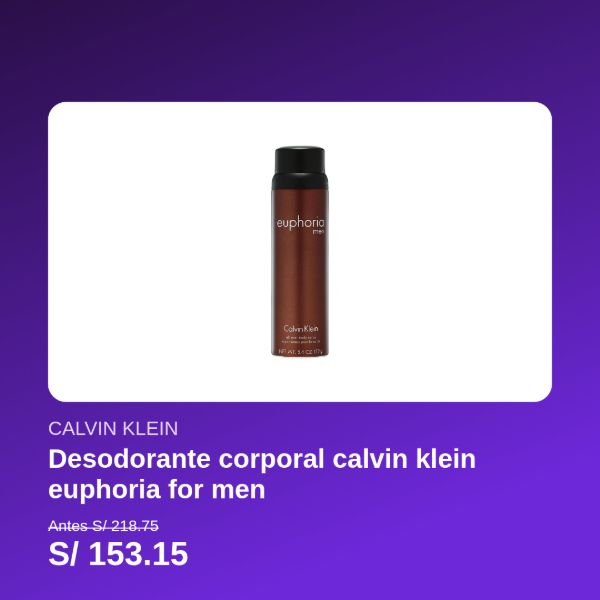 euphoria
men
Calvin Klein
CALVIN KLEIN
Desodorante corporal calvin klein
euphoria for men
Antes S/ 218.75
S/ 153.15